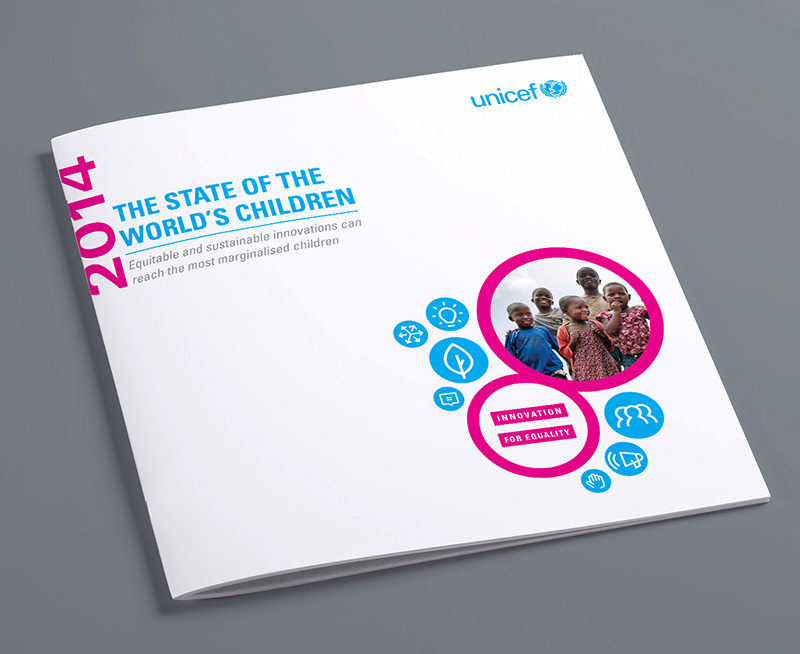 unicef
2014
THE STATE OF THE
WORLD'S CHILDREN
Equitable and sustainable innovations can
reach the most marginalised children
INNOVATION
FOR EQUALITY